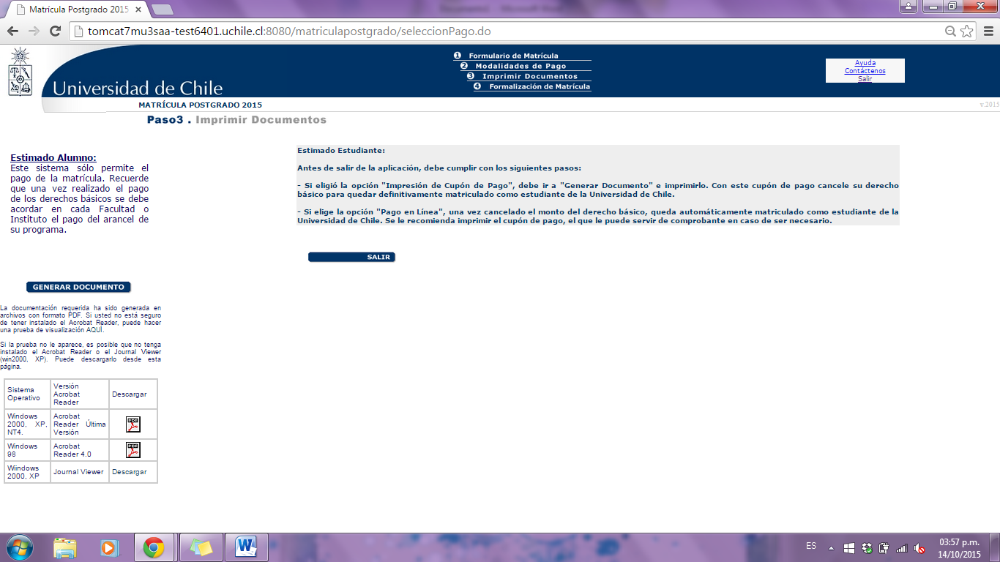 Matrícula Postgrado 2015
tomcat7mu3saa-test6401.uchile.cl:8080/matriculapostgrado/seleccionPago.do
Universidad de Chile
1 Formulario de Matrícula
2 Modalidades de Pago
3 Imprimir Documentos
4 Formalización de Matrícula
Ayuda
Contáctenos
Salir
MATRÍCULA POSTGRADO 2015
v.2015
Paso3 . Imprimir Documentos
Estimado Alumno:
Este sistema sólo permite el
pago de la matrícula. Recuerde
que una vez realizado el pago
de los derechos básicos se debe
acordar en cada Facultad o
Instituto el pago del arancel de
su programa.
Estimado Estudiante:
Antes de salir de la aplicación, debe cumplir con los siguientes pasos:
- Si eligió la opción "Impresión de Cupón de Pago", debe ir a "Generar Documento" e imprimirlo. Con este cupón de pago cancele su derecho
básico para quedar definitivamente matriculado como estudiante de la Universidad de Chile.
- Si elige la opción "Pago en Línea", una vez cancelado el monto del derecho básico, queda automáticamente matriculado como estudiante de la
Universidad de Chile. Se le recomienda imprimir el cupón de pago, el que le puede servir de comprobante en caso de ser necesario.
SALIR
GENERAR DOCUMENTO
La documentación requerida ha sido generada en
archivos con formato PDF. Si usted no está seguro
de tener instalado el Acrobat Reader, puede hacer
una prueba de visualización AQUÍ.
Si la prueba no le aparece, es posible que no tenga
instalado el Acrobat Reader o el Journal Viewer
(win2000, XP). Puede descargarlo desde esta
página.
Sistema
Operativo
Versión
Acrobat
Reader
Descargar
Windows
2000, XP,
NT4.
Acrobat
Reader Última
Versión
PDF
Windows
98
Acrobat
Reader 4.0
PDF
Wiindows
2000, XP
Journal Viewer
Descargar
ES
03:57 p.m.
14/10/2015